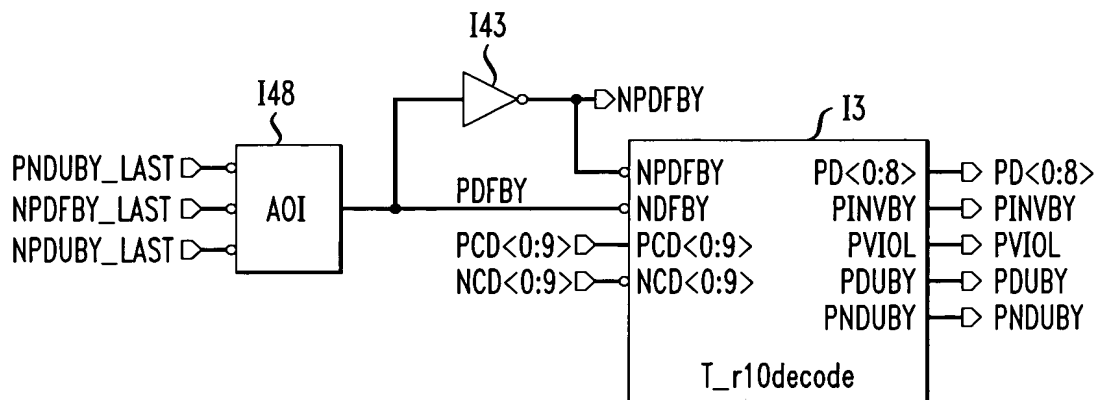 I43
I48
NPDFBY
I3
PNDUBY_LAST
NPDFBY_LAST
NPDUBY_LAST
AOI
PDFBY
PCD<0:9>
NCD<0:9>
NPDFBY
NDFBY
PCD<0:9>
NCD<0:9>
PD<0:8>
PINVBY
PVIOL
PDUBY
PNDUBY
PD<0:8>
PINVBY
PVIOL
PDUBY
PNDUBY
T_r10decode